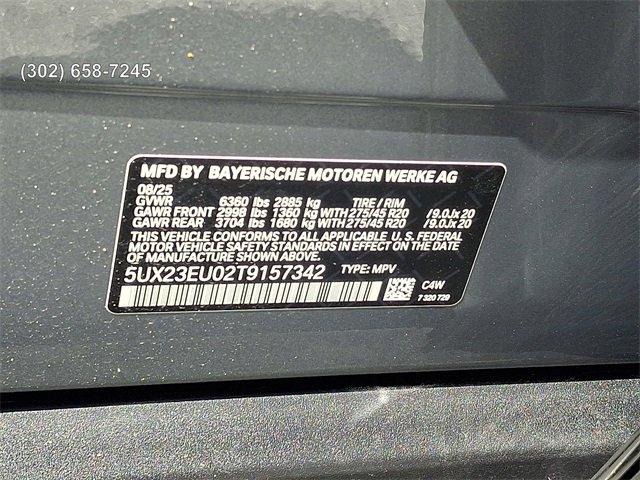 (302) 658-7245
MFD BY BAYERISCHE MOTOREN WERKE AG
08/25
GVWR 6360 lbs 2885 kg TIRE / RIM
GAWR FRONT 2998 lbs 1360 kg WITH 275/45 R20 / 9.0Jx 20
GAWR REAR 3704 lbs 1680 kg WITH 275/45 R20 / 9.0Jx 20
THIS VEHICLE CONFORMS TO ALL APPLICABLE U.S. FEDERAL
MOTOR VEHICLE SAFETY STANDARDS IN EFFECT ON THE DATE
OF MANUFACTURE SHOWN ABOVE.
5UX23EU02T9157342 TYPE: MPV
C4W
7 320 729